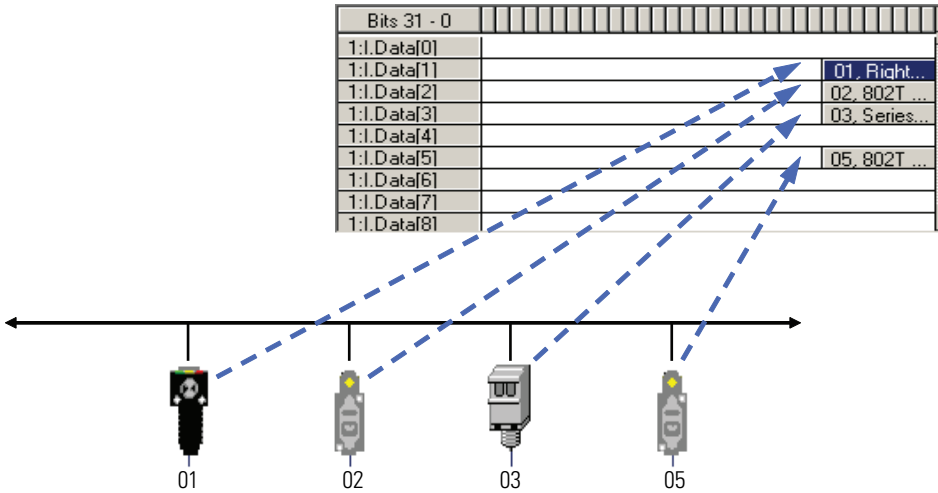 Bits 31 - 0
1:I.Data[0]
1:I.Data[1] 01, Right...
1:I.Data[2] 02, 802T ...
1:I.Data[3] 03, Series...
1:I.Data[4]
1:I.Data[5] 05, 802T ...
1:I.Data[6]
1:I.Data[7]
1:I.Data[8]
01 02 03 05